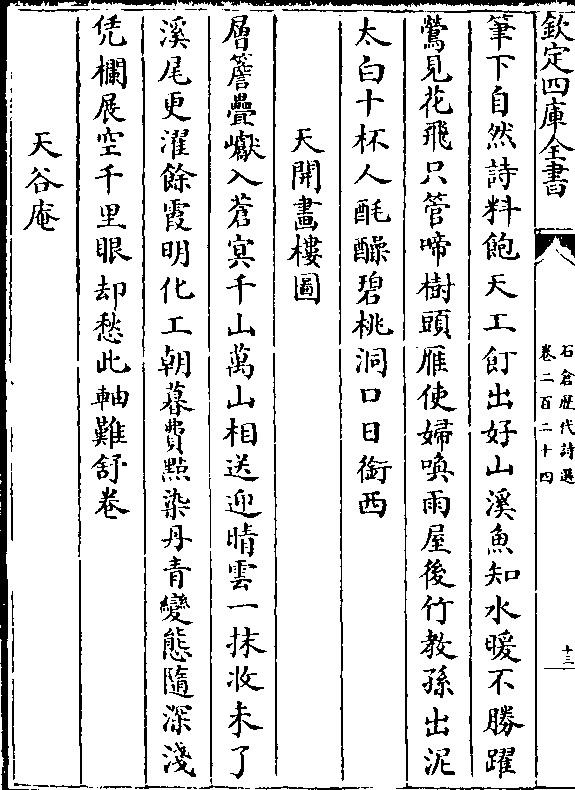 欽定四庫全書
石倉歷代詩選
卷二百二十四
十三
筆下自然詩料飽天工飣出好山溪魚知水暖不勝躍
鶯見花飛只管啼樹頭雁使婦喚雨屋後竹教孫出泥
太白十杯人酕醄碧桃洞口日銜西
天開畫樓圖
層簷疊巘入蒼冥千山萬山相送迎晴雲一抹收未了
溪尾更濯餘霞明化工朝暮費點染丹青變態隨深淺
凭欄展空千里眼却愁此軸難舒卷
天谷庵